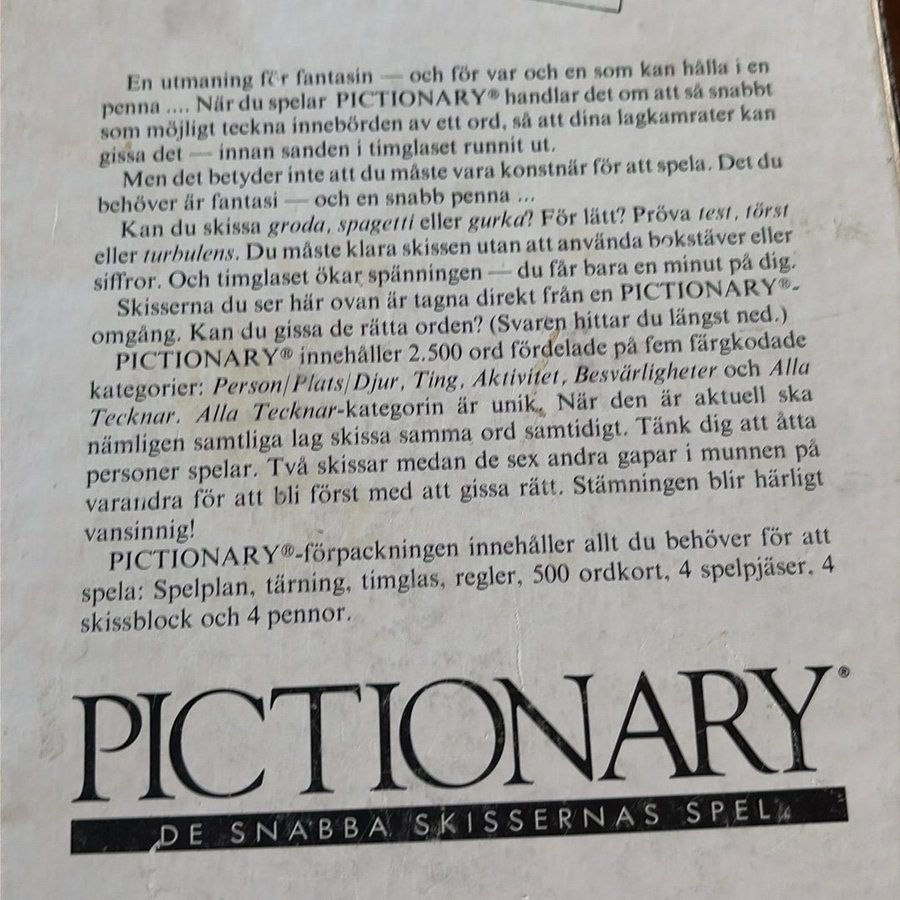 En utmaning för fantasin — och för var och en som kan hålla i en
penna .... När du spelar PICTIONARY® handlar det om att så snabbt
som möjligt teckna innebörden av ett ord, så att dina lagkamrater kan
gissa det — innan sanden i timglaset runnit ut.
Men det betyder inte att du måste vara konstnär för att spela. Det du
behöver är fantasi — och en snabb penna ...
Kan du skissa groda, spagetti eller gurka? För lätt? Pröva test, törst
eller turbulens. Du måste klara skissen utan att använda bokstäver eller
siffror. Och timglaset ökar spänningen — du får bara en minut på dig.
Skisserna du ser här ovan är tagna direkt från en PICTIONARY®-
omgång. Kan du gissa de rätta orden? (Svaren hittar du längst ned.)
PICTIONARY® innehåller 2.500 ord fördelade på fem färgkodade
kategorier: Person/Plats/Djur, Ting, Aktivitet, Besvärligheter och Alla
Tecknar. Alla Tecknar-kategorin är unik. När den är aktuell ska
nämligen samtliga lag skissa samma ord samtidigt. Tänk dig att åtta
personer spelar. Två skissar medan de sex andra gapar i munnen på
varandra för att bli först med att gissa rätt. Stämningen blir härligt
vansinnig!
PICTIONARY®-förpackningen innehåller allt du behöver för att
spela: Spelplan, tärning, timglas, regler, 500 ordkort, 4 spelpjäser, 4
skissblock och 4 pennor.
PICTIONARY®
DE SNABBA SKISSERNAS SPEL